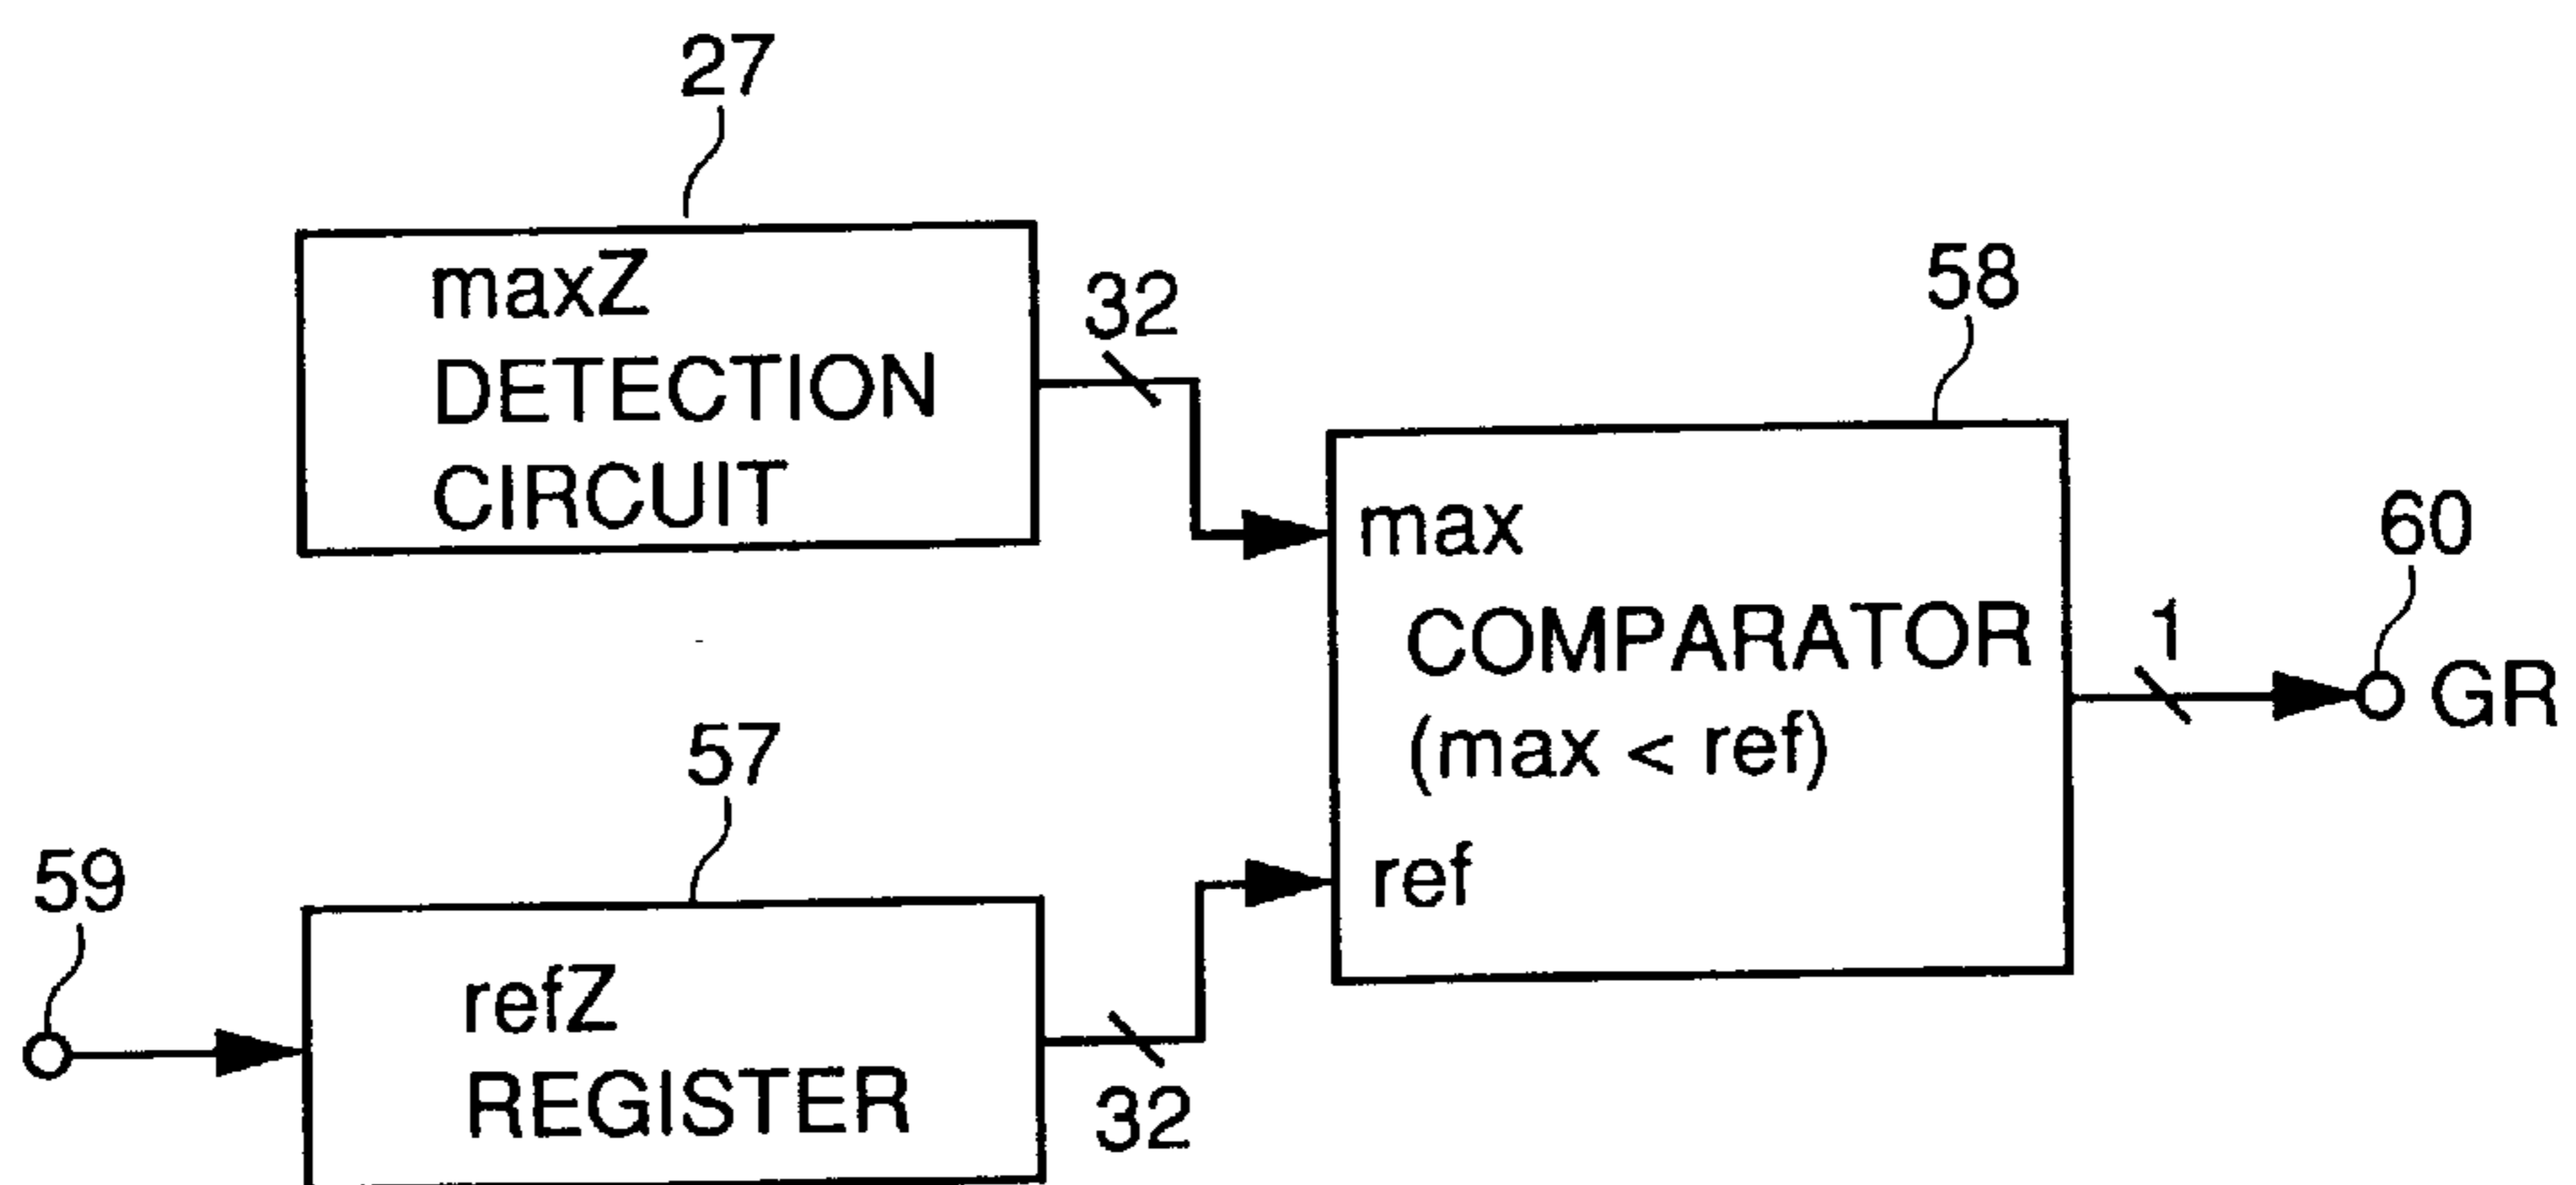 27
maxZ
DETECTION
CIRCUIT
32
58
max
COMPARATOR
(max < ref)
ref
1
60
GR
57
59
refZ
REGISTER
32